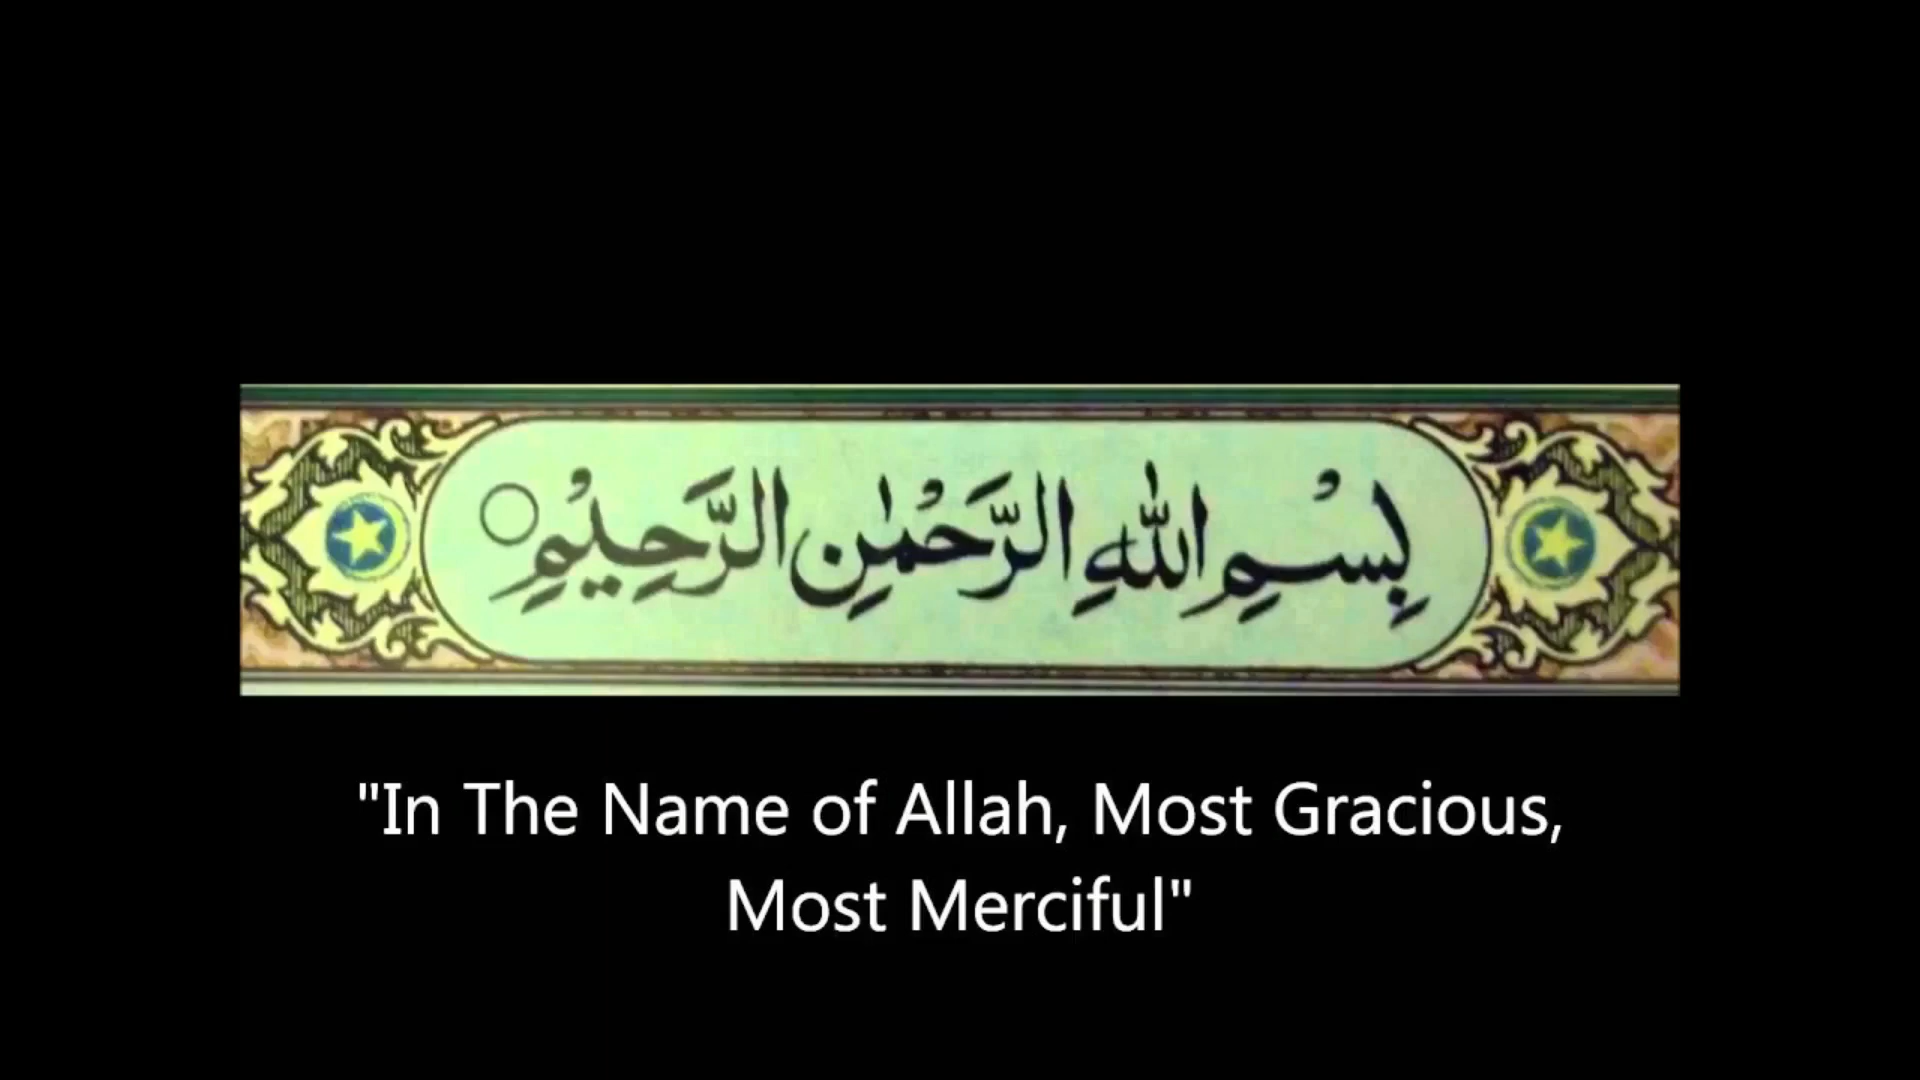 بِسْمِ اللّٰهِ الرَّحْمٰنِ الرَّحِيْمِ
"In The Name of Allah, Most Gracious,
Most Merciful"